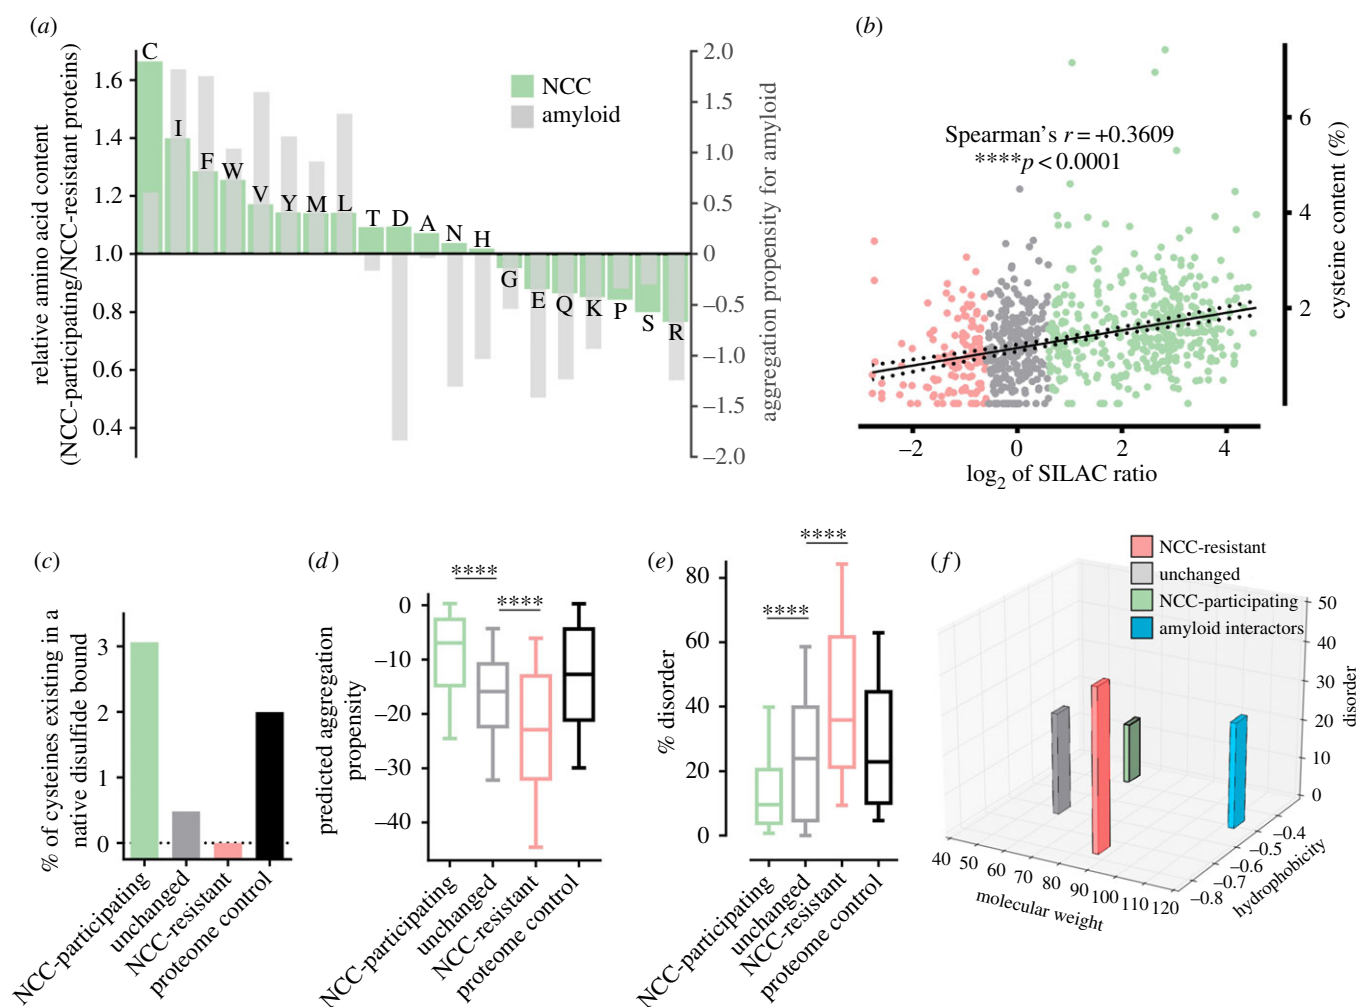 (a)
relative amino acid content
(NCC-participating/NCC-resistant proteins)
1.6
1.4
1.2
1.0
0.8
0.6
0.4
C
I
F
W
V
Y
M
L
T
D
A
N
H
G
E
Q
K
P
S
R
NCC
amyloid
2.0
1.5
1.0
0.5
0
–0.5
–1.0
–1.5
–2.0
aggregation propensity for amyloid
(b)
Spearman's r = +0.3609
****p < 0.0001
6
4
2
cysteine content (%)
–2
0
2
4
log2 of SILAC ratio
(c)
% of cysteines existing in a
native disulfide bound
3
2
1
0
NCC-participating
unchanged
NCC-resistant
proteome control
(d)
predicted aggregation
propensity
0
–10
–20
–30
–40
****
****
NCC-participating
unchanged
NCC-resistant
proteome control
(e)
% disorder
80
60
40
20
0
****
****
NCC-participating
unchanged
NCC-resistant
proteome control
(f)
NCC-resistant
unchanged
NCC-participating
amyloid interactors
50
40
30
20
10
0
disorder
40
50
60
70
80
90
100
110
120
molecular weight
–0.8
–0.7
–0.6
–0.5
–0.4
hydrophobicity